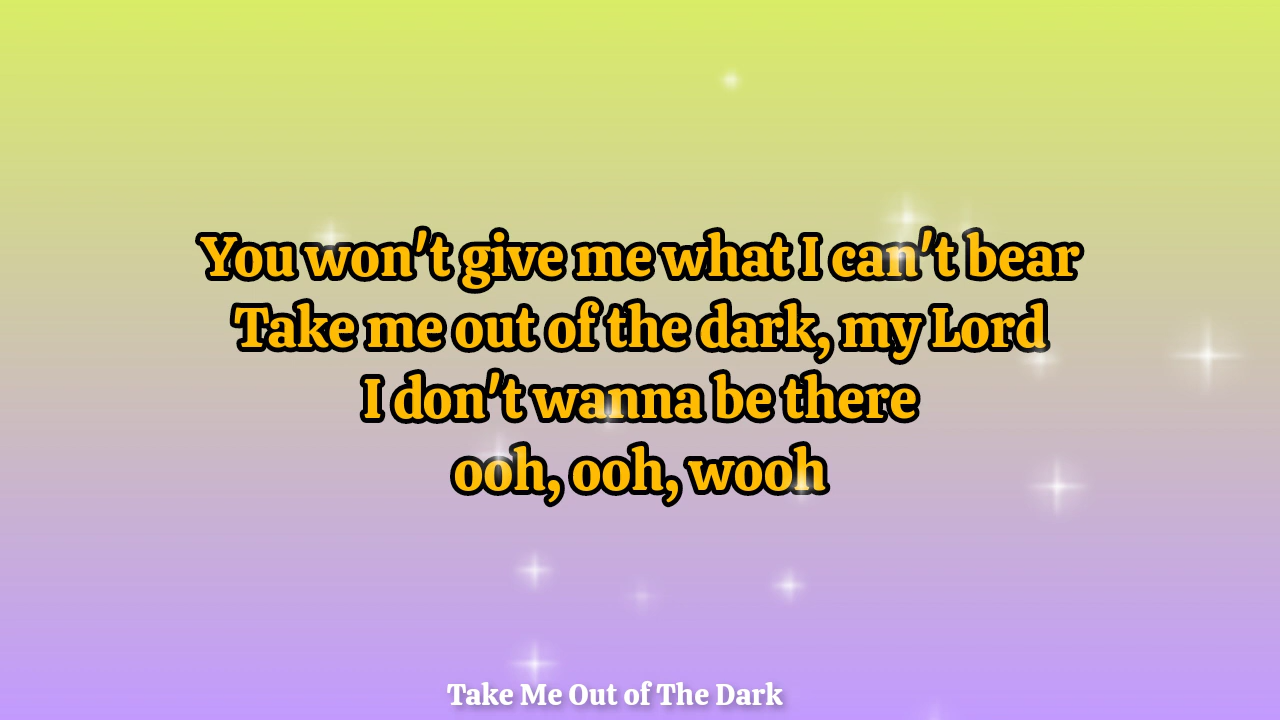 You won't give me what I can't bear
Take me out of the dark, my Lord
I don't wanna be there
ooh, ooh, wooh
Take Me Out of The Dark